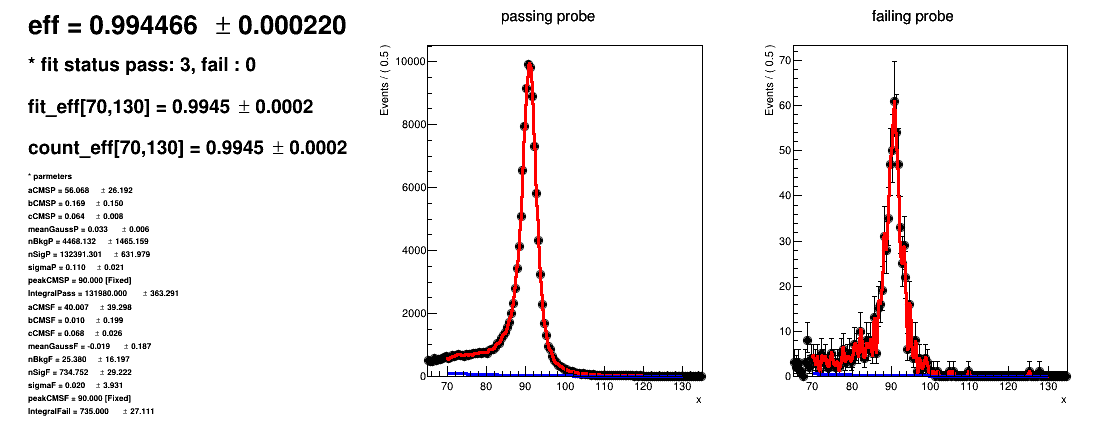 eff = 0.994466 ± 0.000220
* fit status pass: 3, fail : 0
fit_eff[70,130] = 0.9945 ± 0.0002
count_eff[70,130] = 0.9945 ± 0.0002
* parmeters
aCMSP = 56.068 ± 26.192
bCMSP = 0.169 ± 0.150
cCMSP = 0.064 ± 0.008
meanGaussP = 0.033 ± 0.006
nBkgP = 4468.132 ± 1465.159
nSigP = 132391.301 ± 631.979
sigmaP = 0.110 ± 0.021
peakCMSP = 90.000 [Fixed]
IntegralPass = 131980.000 ± 363.291
aCMSF = 40.007 ± 39.298
bCMSF = 0.010 ± 0.199
cCMSF = 0.068 ± 0.026
meanGaussF = -0.019 ± 0.187
nBkgF = 25.380 ± 16.197
nSigF = 734.752 ± 29.222
sigmaF = 0.020 ± 3.931
peakCMSF = 90.000 [Fixed]
IntegralFail = 735.000 ± 27.111
passing probe
Events / ( 0.5 )
10000
8000
6000
4000
2000
0
70 80 90 100 110 120 130
x
failing probe
Events / ( 0.5 )
70
60
50
40
30
20
10
0
70 80 90 100 110 120 130
x